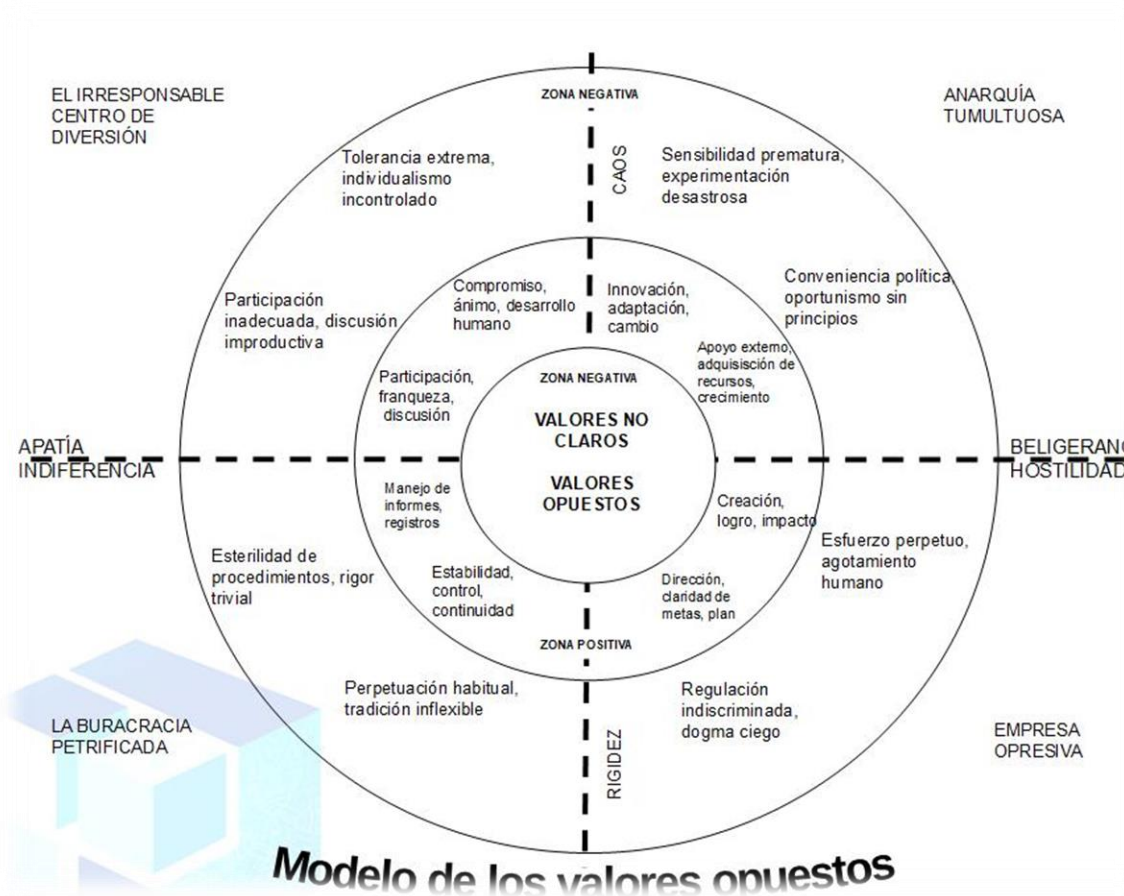 EL IRRESPONSABLE
CENTRO DE
DIVERSIÓN
ZONA NEGATIVA
ANARQUÍA
TUMULTUOSA
Tolerancia extrema,
individualismo
incontrolado
CAOS
Sensibilidad prematura,
experimentación
desastrosa
Participación
inadecuada, discusión
improductiva
Compromiso,
ánimo, desarrollo
humano
Innovación,
adaptación,
cambio
Conveniencia política,
oportunismo sin
principios
Participación,
franqueza,
discusión
Apoyo externo,
adquisisción de
recursos,
crecimiento
ZONA NEGATIVA
VALORES NO
CLAROS
VALORES
OPUESTOS
APATÍA
INDIFERENCIA
BELIGERANC
HOSTILIDAD
Manejo de
informes,
registros
Creación,
logro, impacto
Esterilidad de
procedimientos, rigor
trivial
Estabilidad,
control,
continuidad
Dirección,
claridad de
metas, plan
Esfuerzo perpetuo,
agotamiento
humano
ZONA POSITIVA
Perpetuación habitual,
tradición inflexible
RIGIDEZ
Regulación
indiscriminada,
dogma ciego
LA BURACRACIA
PETRIFICADA
EMPRESA
OPRESIVA
Modelo de los valores opuestos